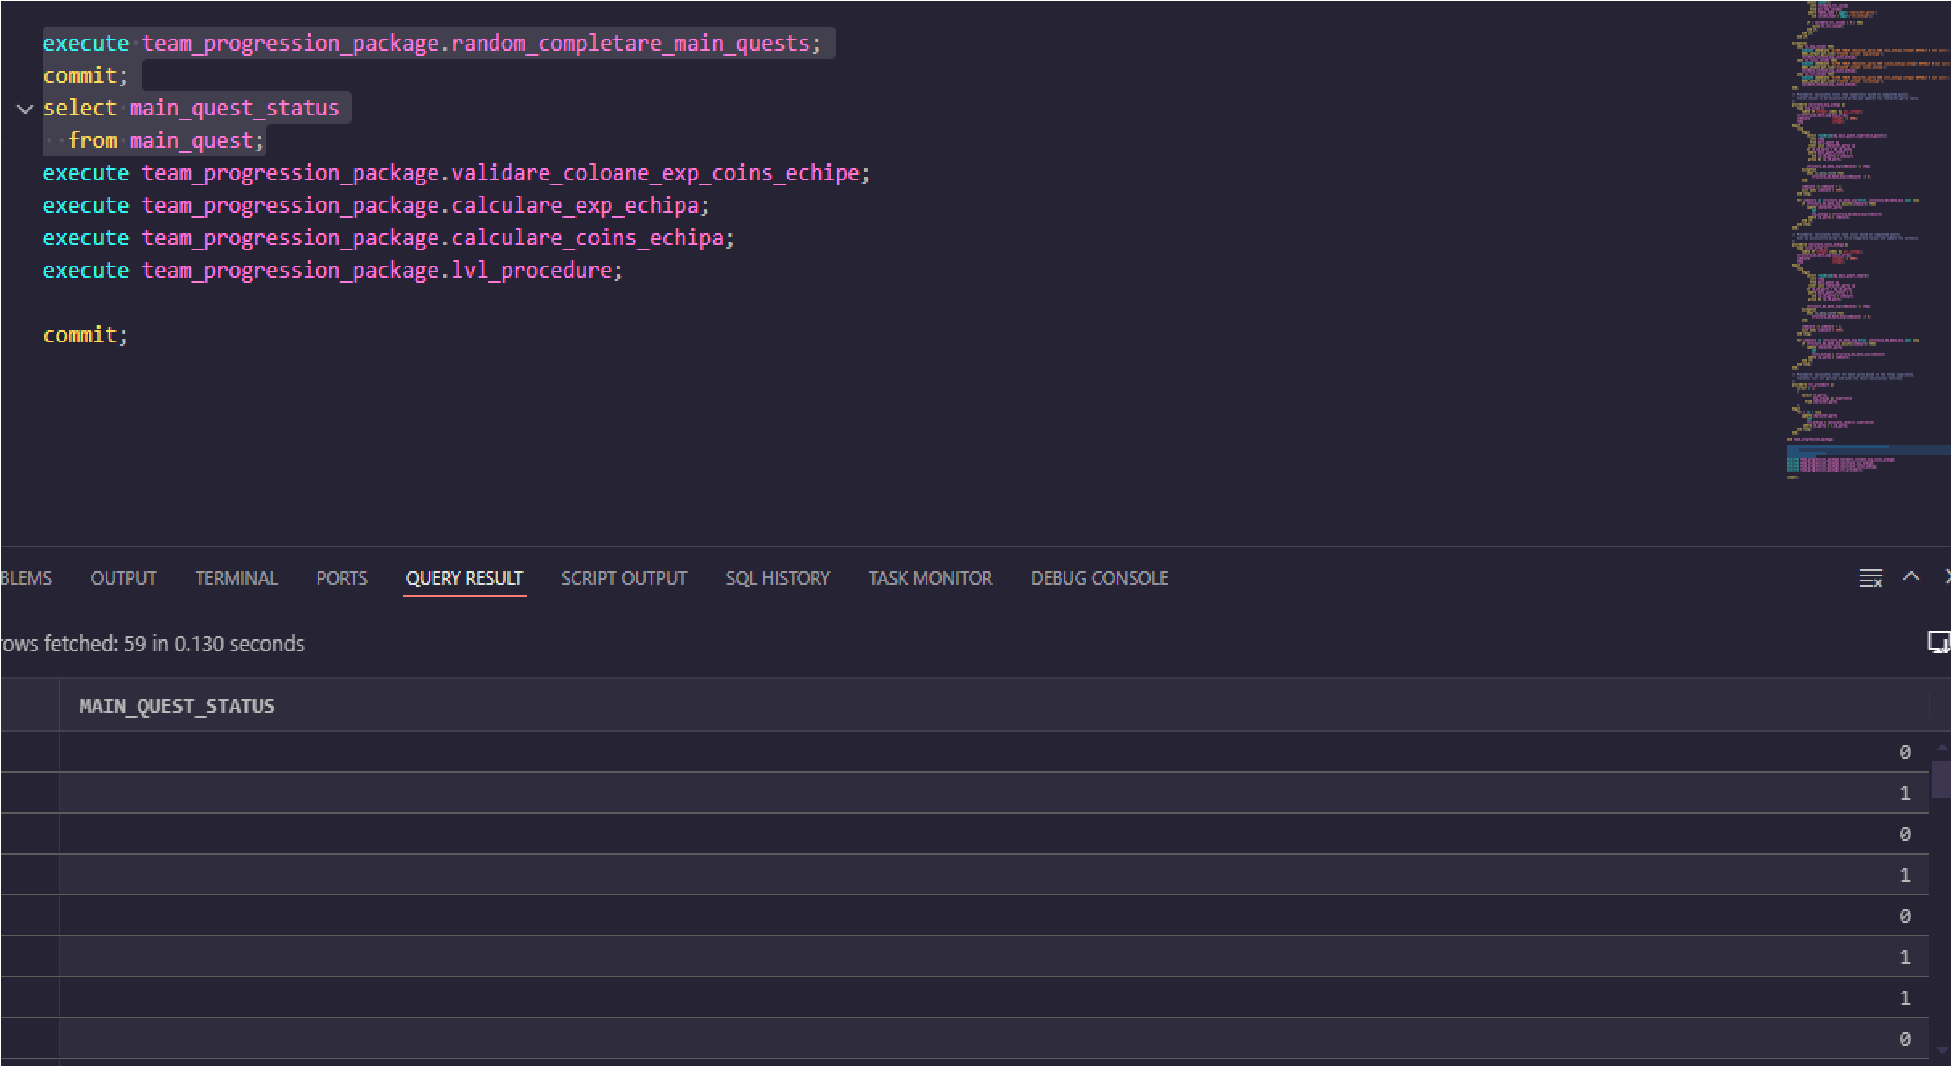 execute team_progression_package.random_completare_main_quests;
commit;
select main_quest_status
from main_quest;
execute team_progression_package.validare_coloane_exp_coins_echipe;
execute team_progression_package.calculare_exp_echipa;
execute team_progression_package.calculare_coins_echipa;
execute team_progression_package.lvl_procedure;
commit;
BLEMS OUTPUT TERMINAL PORTS QUERY RESULT SCRIPT OUTPUT SQL HISTORY TASK MONITOR DEBUG CONSOLE
rows fetched: 59 in 0.130 seconds
MAIN_QUEST_STATUS
0
1
0
1
0
1
1
0